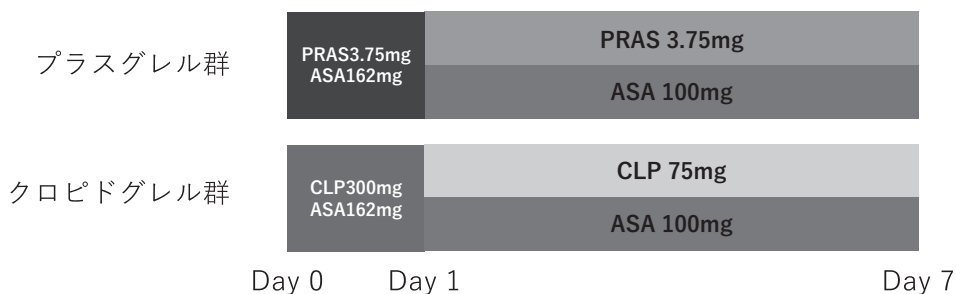 プラスグレル群
PRAS3.75mg
ASA162mg
PRAS 3.75mg
ASA 100mg
クロピドグレル群
CLP300mg
ASA162mg
CLP 75mg
ASA 100mg
Day 0 Day 1 Day 7